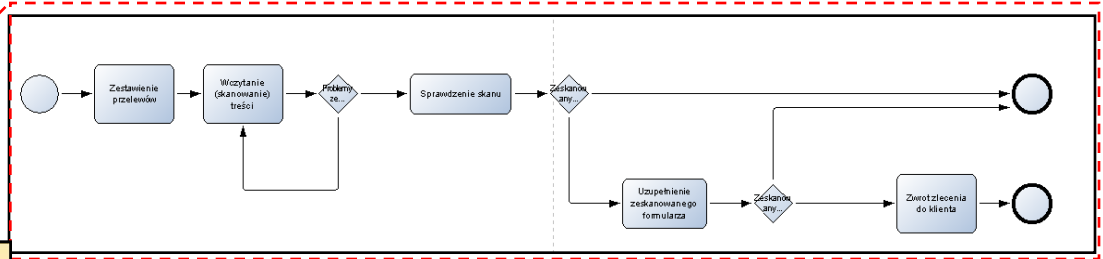 Zestawienie
przelewów
Wczytanie
(skanowanie)
treści
Problemy
ze...
Sprawdzenie skanu
Zeskanow
any...
Uzupełnienie
zeskanowanego
formularza
Zeskanow
any...
Zwrot zlecenia
do klienta